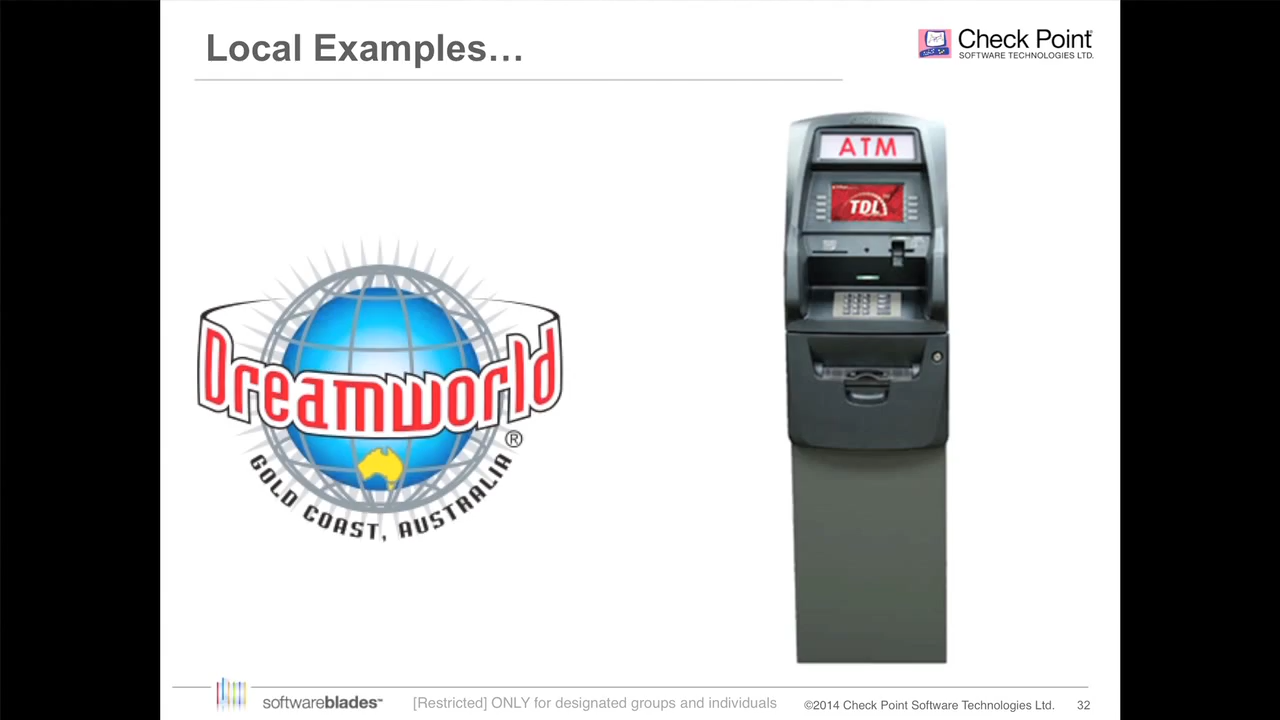 Local Examples…
Check Point
SOFTWARE TECHNOLOGIES LTD.
ATM
TDL
Dreamworld®
GOLD COAST, AUSTRALIA
softwareblades™
[Restricted] ONLY for designated groups and individuals
©2014 Check Point Software Technologies Ltd.
32